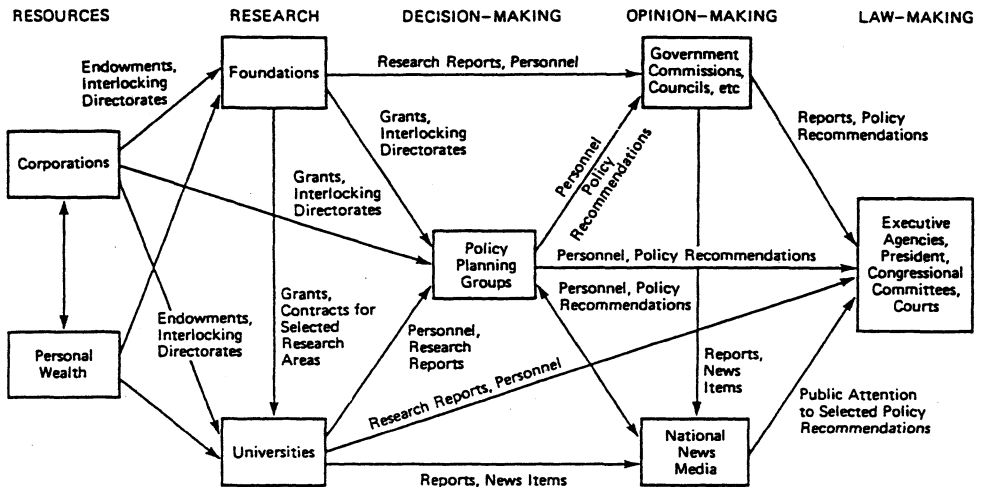 RESOURCES
RESEARCH
DECISION-MAKING
OPINION-MAKING
LAW-MAKING
Endowments,
Interlocking
Directorates
Foundations
Research Reports, Personnel
Government
Commissions,
Councils, etc
Corporations
Grants,
Interlocking
Directorates
Grants,
Interlocking
Directorates
Personnel
Policy
Recommendations
Reports, Policy
Recommendations
Policy
Planning
Groups
Personnel, Policy Recommendations
Executive
Agencies,
President,
Congressional
Committees,
Courts
Personal
Wealth
Endowments,
Interlocking
Directorates
Grants,
Contracts for
Selected
Research
Areas
Personnel,
Research
Reports
Personnel, Policy
Recommendations
Research Reports, Personnel
Reports,
News
Items
Public Attention
to Selected Policy
Recommendations
Universities
Reports, News Items
National
News
Media